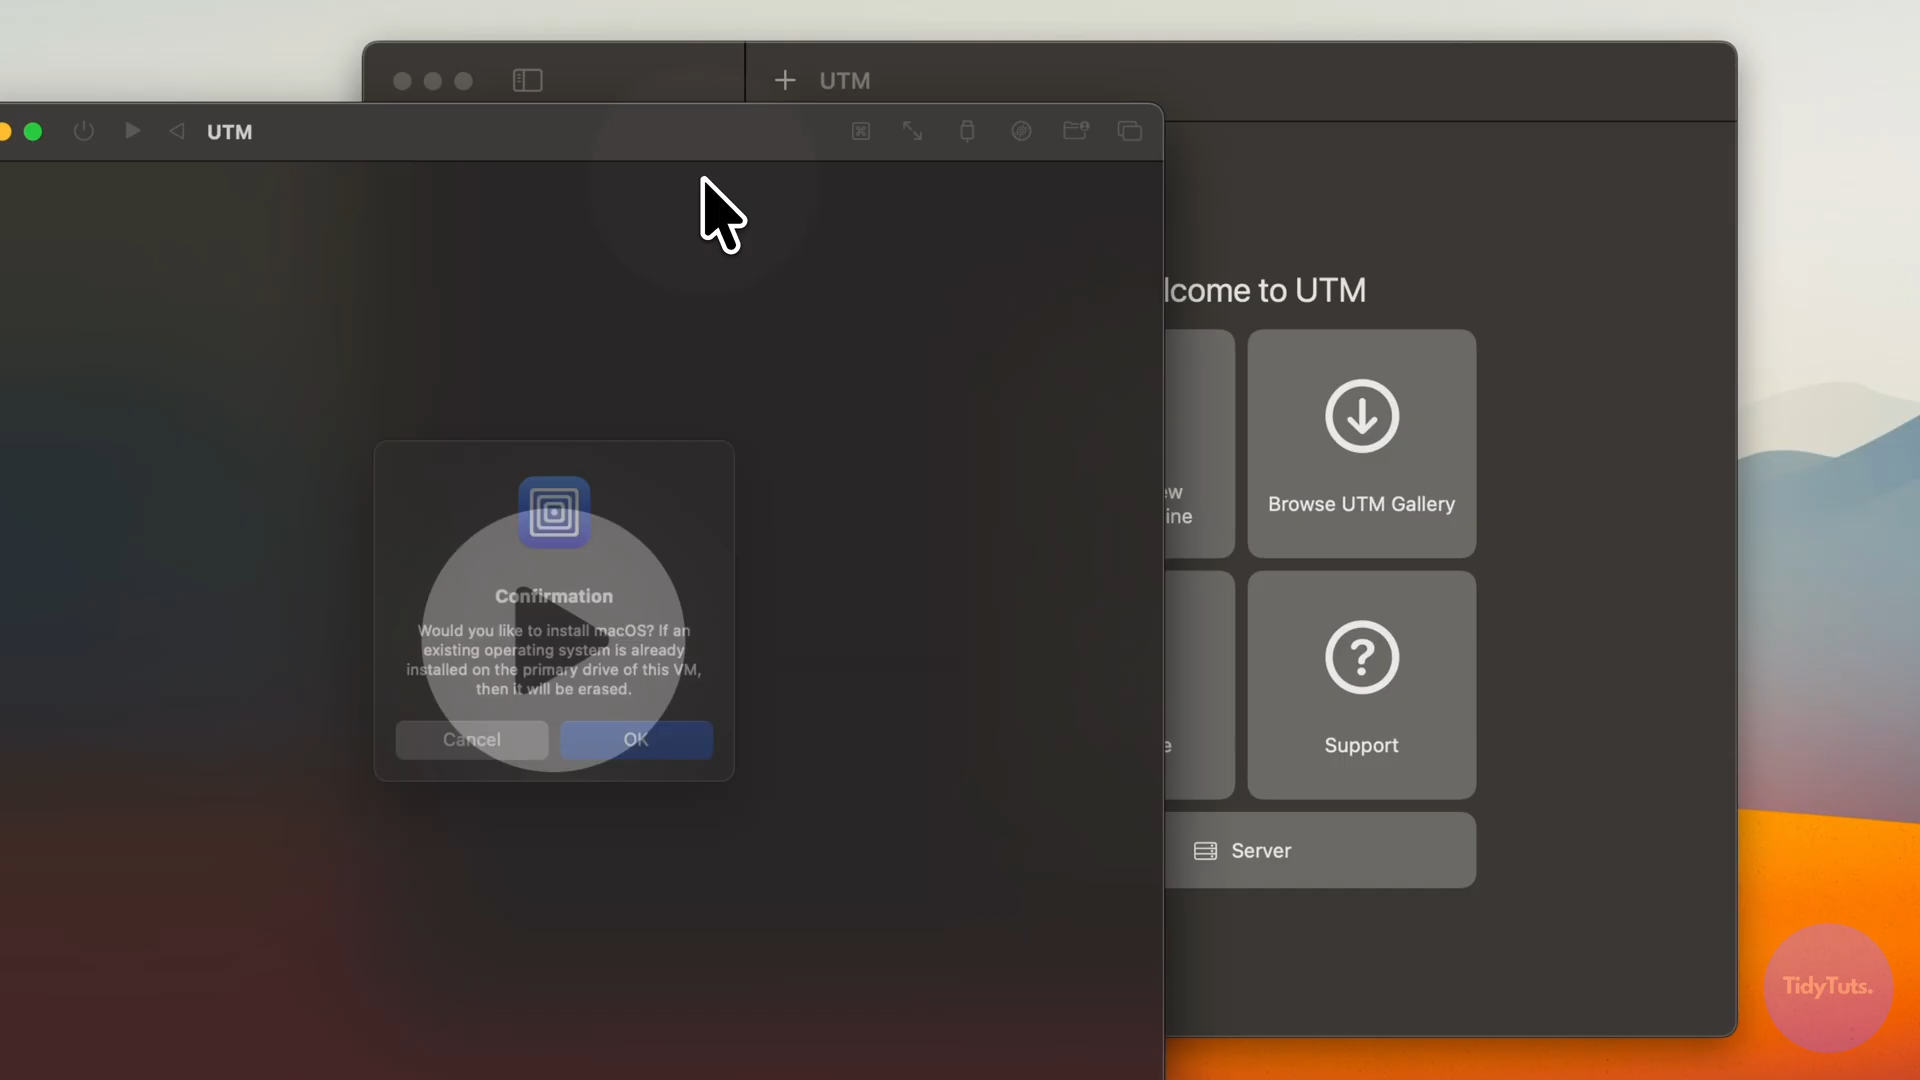 UTM
UTM
lcome to UTM
ew
ine
Browse UTM Gallery
Confirmation
Would you like to install macOS? If an
existing operating system is already
installed on the primary drive of this VM,
then it will be erased.
Cancel
OK
e
Support
Server
TidyTuts.